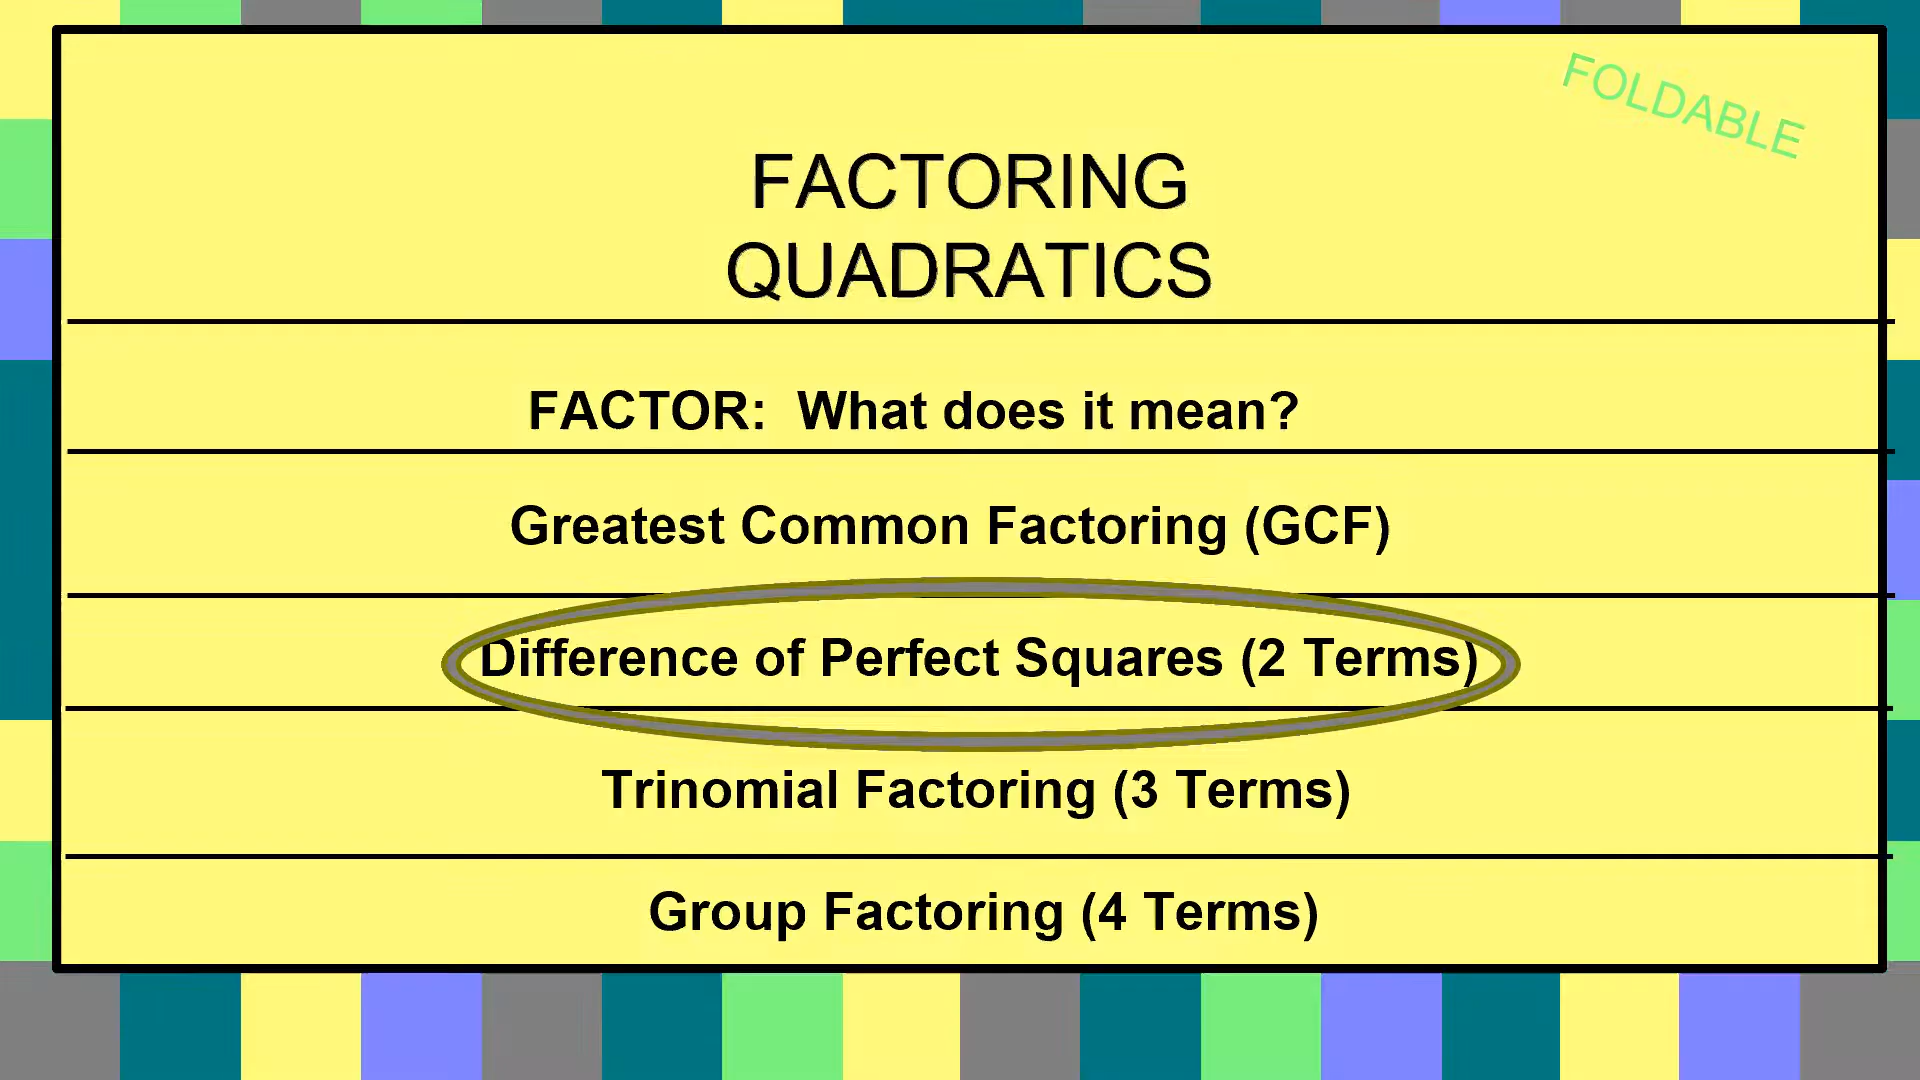 FOLDABLE
FACTORING
QUADRATICS
FACTOR:  What does it mean?
Greatest Common Factoring (GCF)
Difference of Perfect Squares (2 Terms)
Trinomial Factoring (3 Terms)
Group Factoring (4 Terms)